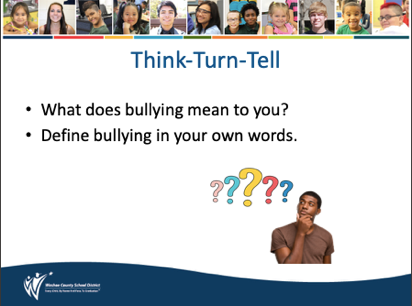 Think-Turn-Tell
• What does bullying mean to you?
• Define bullying in your own words.
Washoe County School District